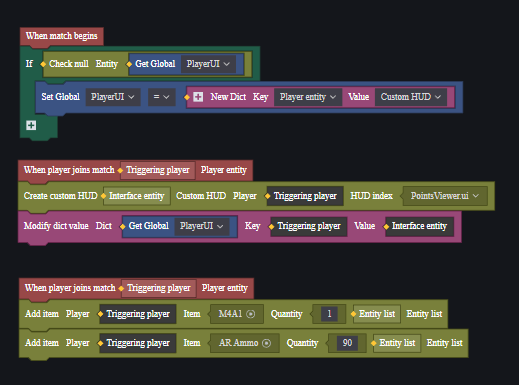 When match begins
If Check null Entity Get Global PlayerUI
Set Global PlayerUI = New Dict Key Player entity Value Custom HUD
When player joins match Triggering player Player entity
Create custom HUD Interface entity Custom HUD Player Triggering player HUD index PointsViewer.ui
Modify dict value Dict Get Global PlayerUI Key Triggering player Value Interface entity
When player joins match Triggering player Player entity
Add item Player Triggering player Item M4A1 Quantity 1 Entity list Entity list
Add item Player Triggering player Item AR Ammo Quantity 90 Entity list Entity list